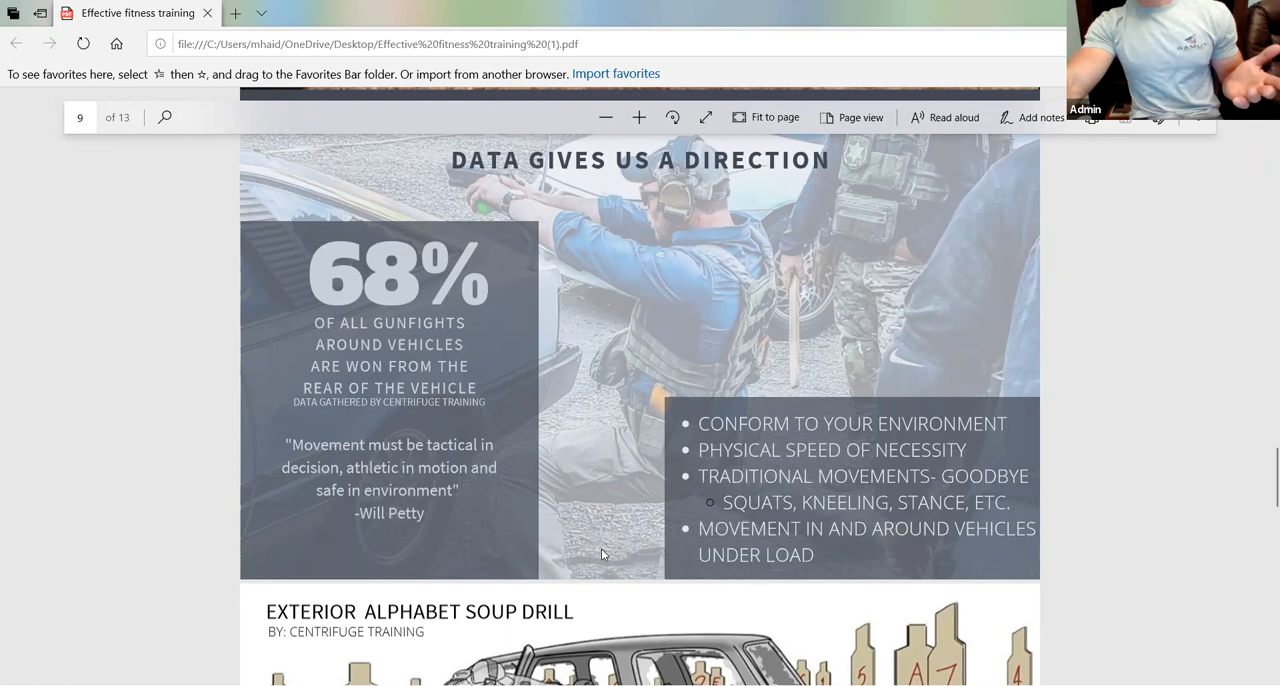 Effective fitness training
file:///C:/Users/mhaid/OneDrive/Desktop/Effective%20fitness%20training%20(1).pdf
To see favorites here, select then , and drag to the Favorites Bar folder. Or import from another browser. Import favorites
GAMUT
Admin
9 of 13
Fit to page
Page view
Read aloud
Add notes
DATA GIVES US A DIRECTION
68%
OF ALL GUNFIGHTS
AROUND VEHICLES
ARE WON FROM THE
REAR OF THE VEHICLE
DATA GATHERED BY CENTRIFUGE TRAINING
"Movement must be tactical in
decision, athletic in motion and
safe in environment"
-Will Petty
• CONFORM TO YOUR ENVIRONMENT
• PHYSICAL SPEED OF NECESSITY
• TRADITIONAL MOVEMENTS- GOODBYE
○ SQUATS, KNEELING, STANCE, ETC.
• MOVEMENT IN AND AROUND VEHICLES
UNDER LOAD
EXTERIOR ALPHABET SOUP DRILL
BY: CENTRIFUGE TRAINING
5
A 7
4